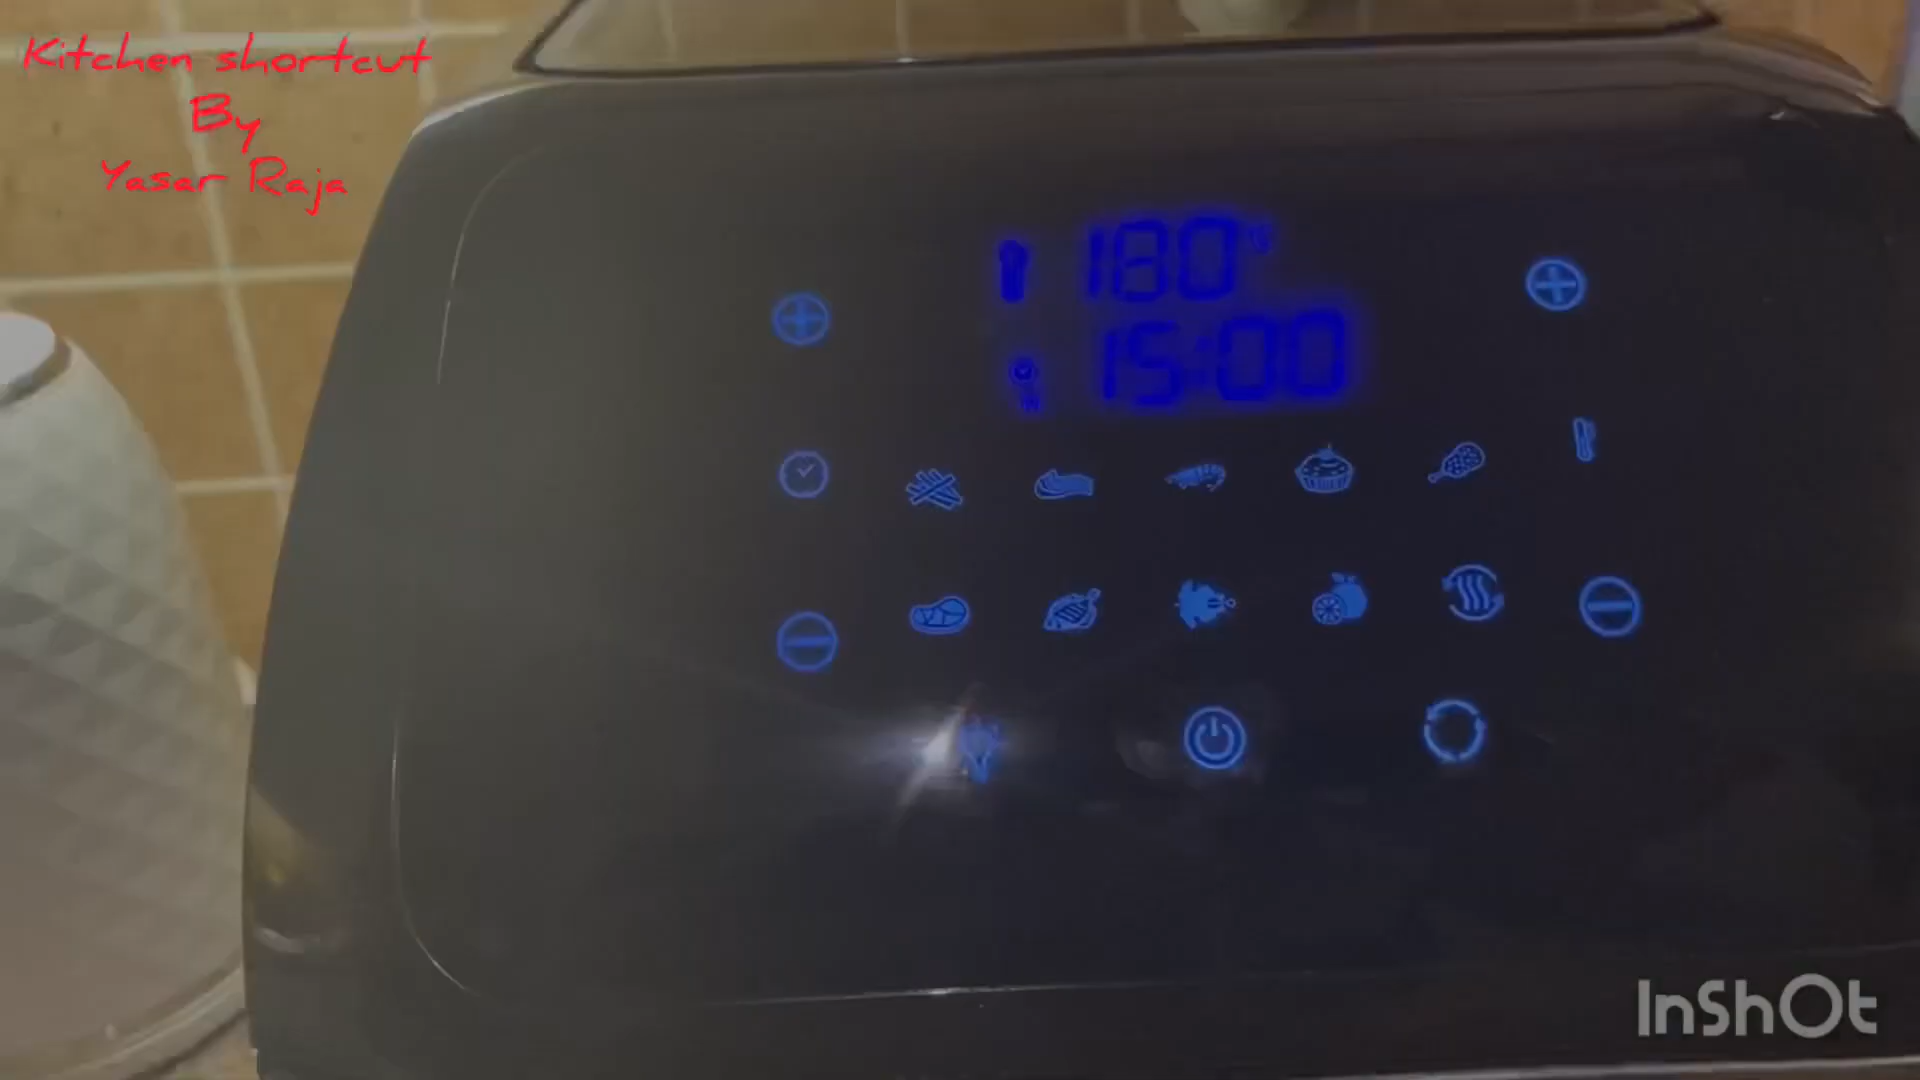 Kitchen shortcut
By
Yasar Raja
180°C
15:00
InShOt